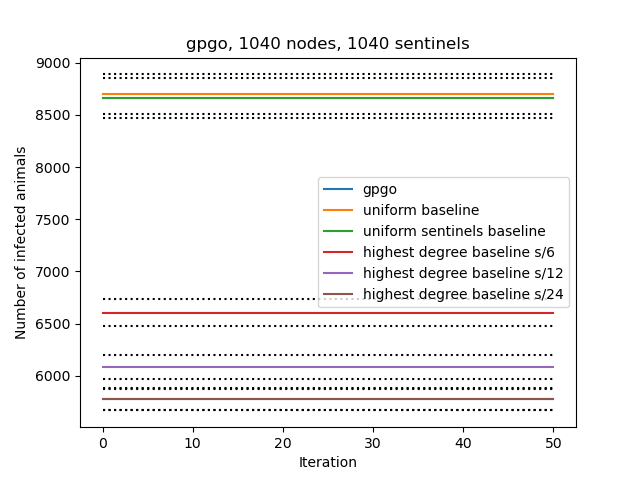 gpgo, 1040 nodes, 1040 sentinels
9000
8500
8000
7500
7000
6500
6000
Number of infected animals
gpgo
uniform baseline
uniform sentinels baseline
highest degree baseline s/6
highest degree baseline s/12
highest degree baseline s/24
0 10 20 30 40 50
Iteration